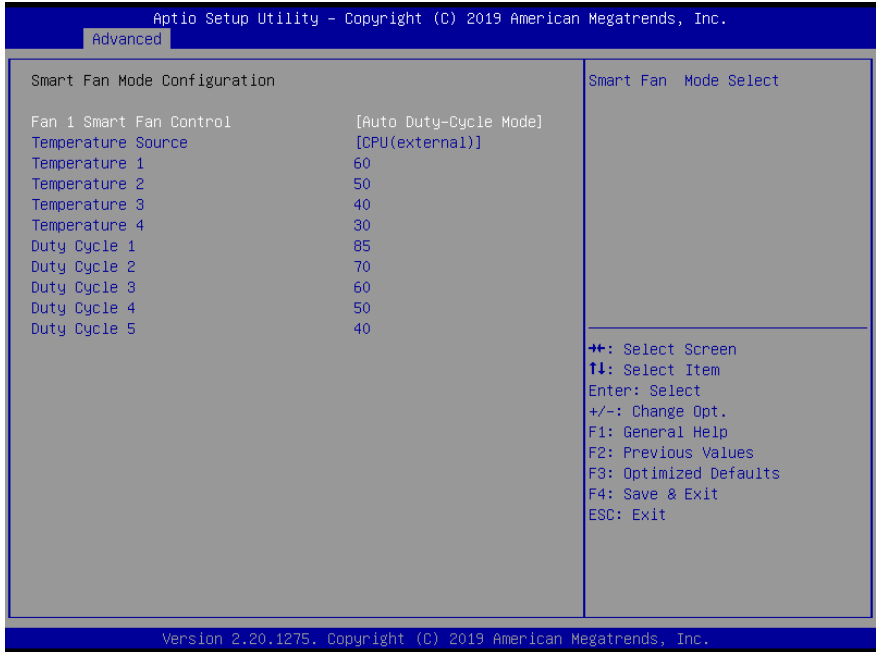 Aptio Setup Utility – Copyright (C) 2019 American Megatrends, Inc.
Advanced
Smart Fan Mode Configuration
Fan 1 Smart Fan Control [Auto Duty-Cycle Mode]
Temperature Source [CPU(external)]
Temperature 1 60
Temperature 2 50
Temperature 3 40
Temperature 4 30
Duty Cycle 1 85
Duty Cycle 2 70
Duty Cycle 3 60
Duty Cycle 4 50
Duty Cycle 5 40
Smart Fan Mode Select
→←: Select Screen
↑↓: Select Item
Enter: Select
+/-: Change Opt.
F1: General Help
F2: Previous Values
F3: Optimized Defaults
F4: Save & Exit
ESC: Exit
Version 2.20.1275. Copyright (C) 2019 American Megatrends, Inc.